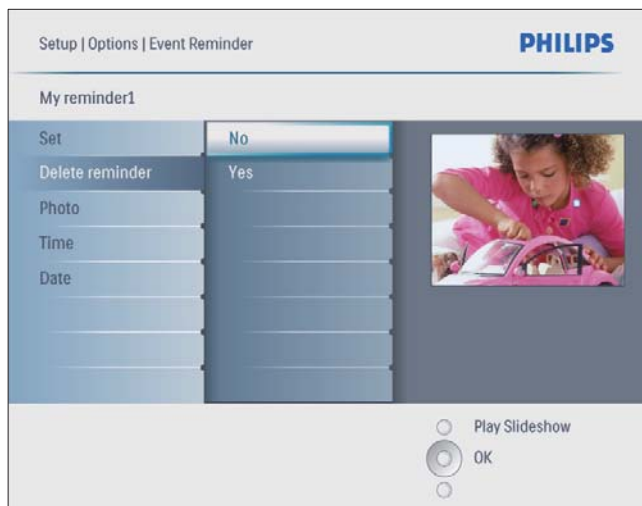 Setup | Options | Event Reminder
PHILIPS
My reminder1
Set
No
Delete reminder
Yes
Photo
Time
Date
Play Slideshow
OK